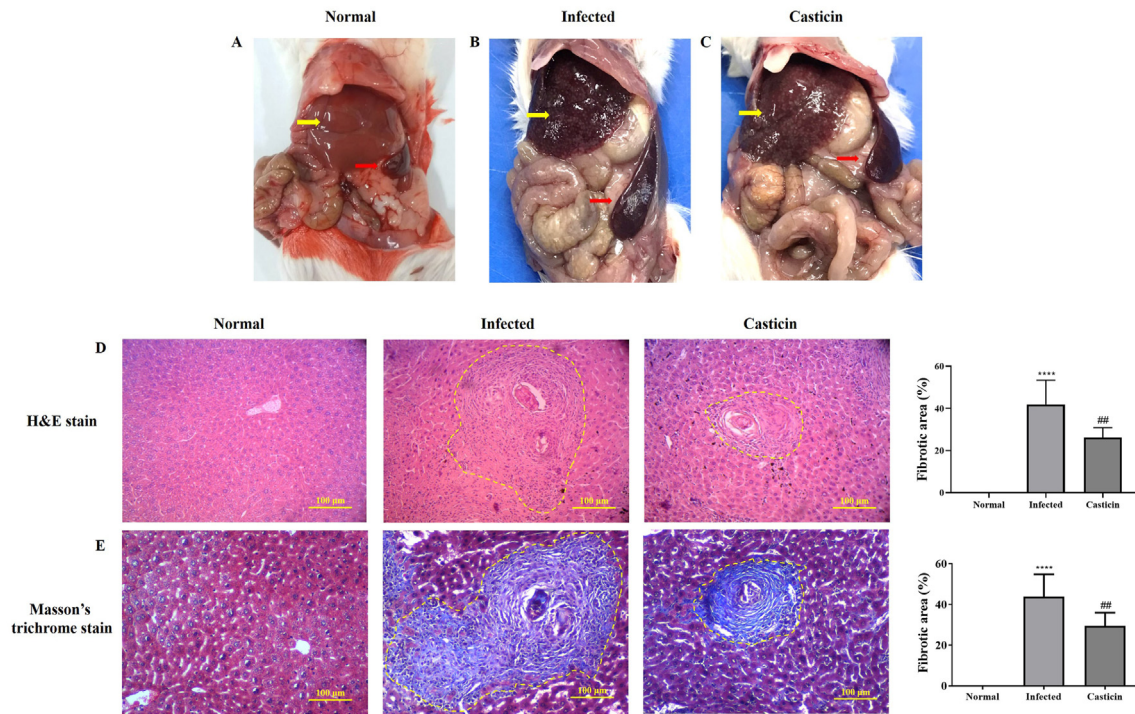 Normal Infected Casticin
A B C
Normal Infected Casticin
D
H&E stain
100 μm 100 μm 100 μm
Fibrotic area (%)
60
40
20
0
****
##
Normal Infected Casticin
E
Masson's
trichrome stain
100 μm 100 μm 100 μm
Fibrotic area (%)
60
40
20
0
****
##
Normal Infected Casticin